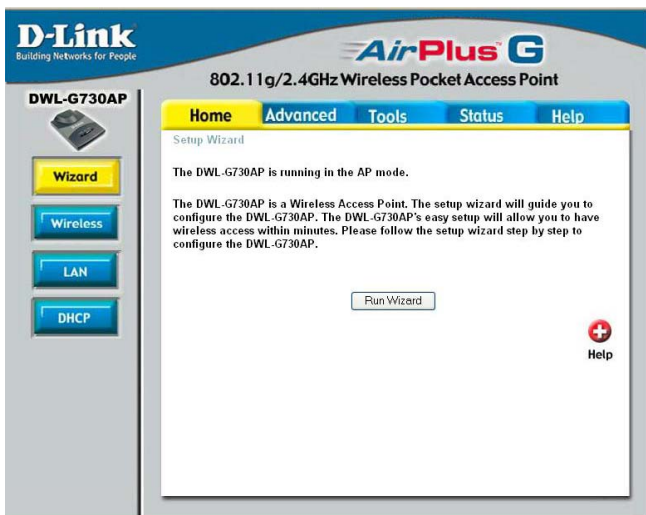 D-Link
Building Networks for People
AirPlus G
802.11g/2.4GHz Wireless Pocket Access Point
DWL-G730AP
Home Advanced Tools Status Help
Setup Wizard
Wizard
Wireless
LAN
DHCP
The DWL-G730AP is running in the AP mode.
The DWL-G730AP is a Wireless Access Point. The setup wizard will guide you to
configure the DWL-G730AP. The DWL-G730AP's easy setup will allow you to have
wireless access within minutes. Please follow the setup wizard step by step to
configure the DWL-G730AP.
Run Wizard
Help